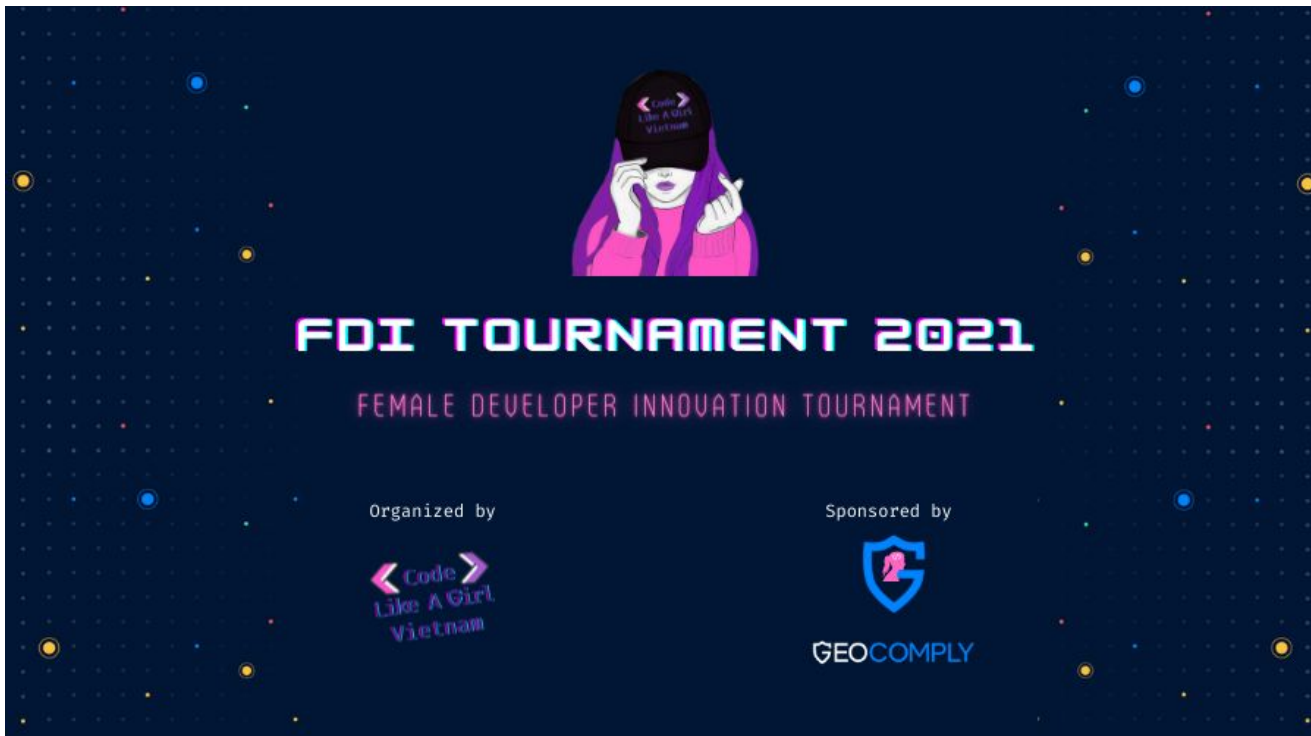 Code
Like A Girl
Vietnam
FDI TOURNAMENT 2021
FEMALE DEVELOPER INNOVATION TOURNAMENT
Organized by
Sponsored by
Code
Like A Girl
Vietnam
GEOCOMPLY